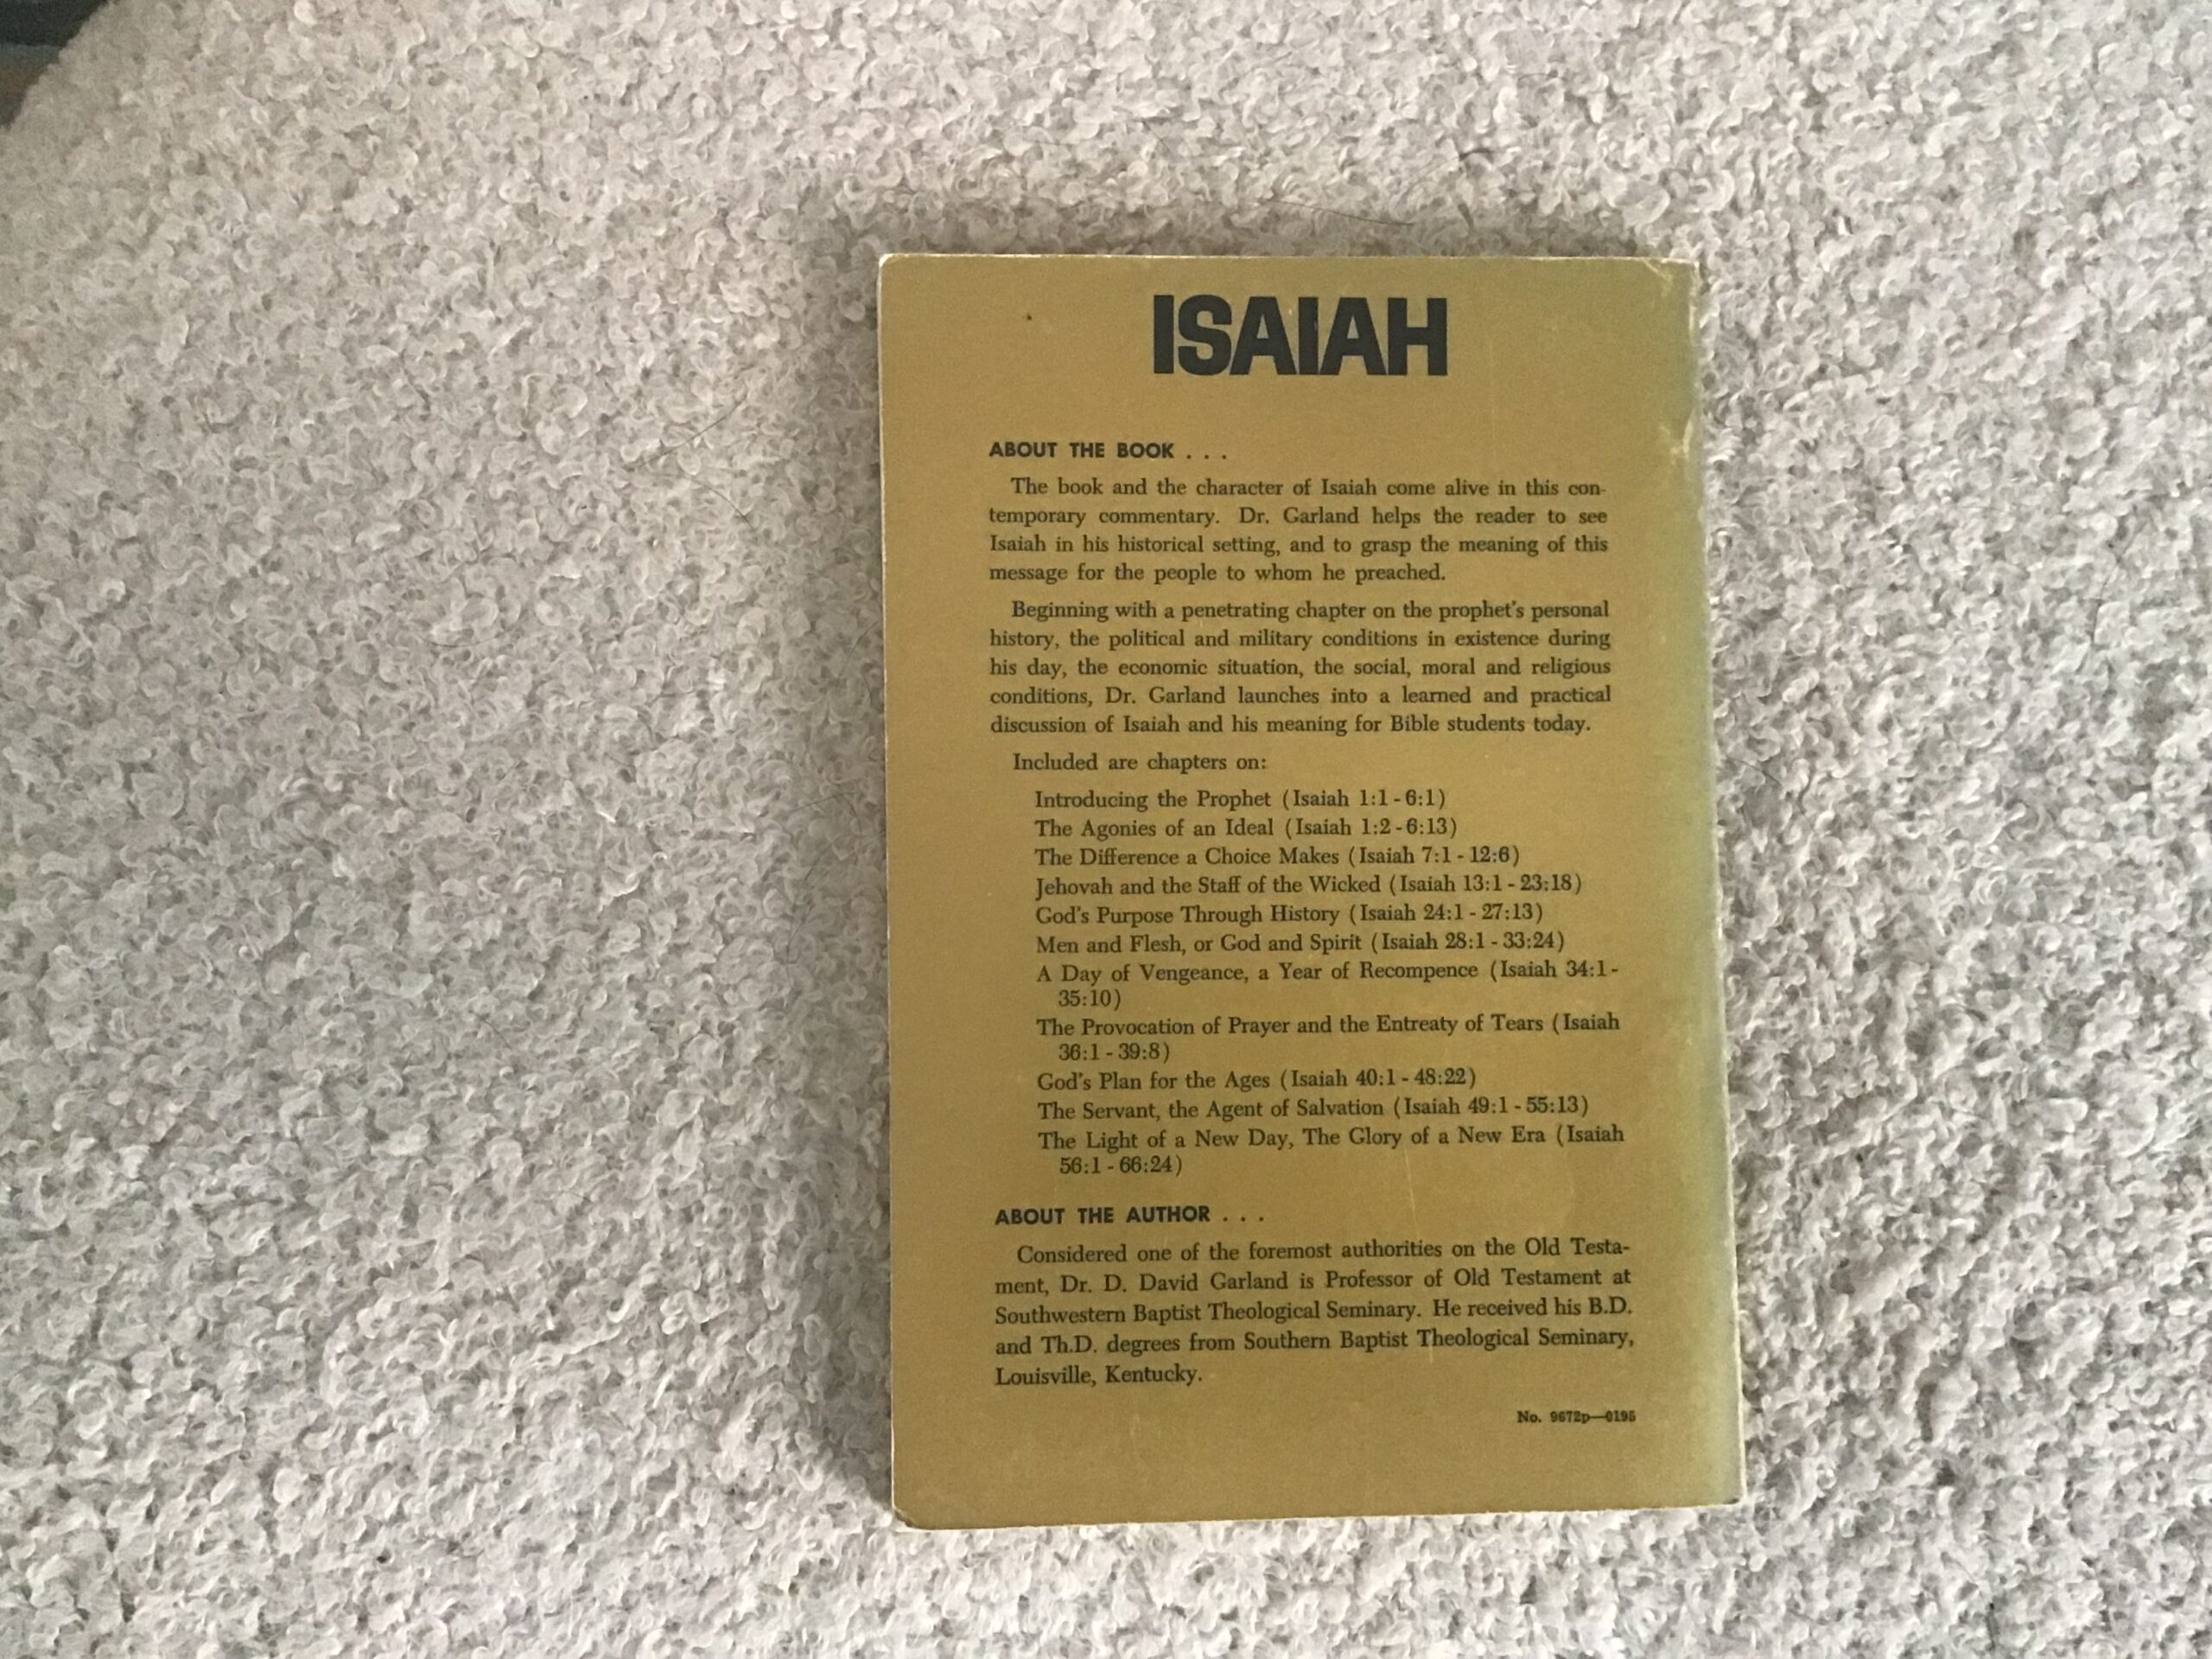 ISAIAH
ABOUT THE BOOK . . .
The book and the character of Isaiah come alive in this con-
temporary commentary. Dr. Garland helps the reader to see
Isaiah in his historical setting, and to grasp the meaning of this
message for the people to whom he preached.
Beginning with a penetrating chapter on the prophet's personal
history, the political and military conditions in existence during
his day, the economic situation, the social, moral and religious
conditions, Dr. Garland launches into a learned and practical
discussion of Isaiah and his meaning for Bible students today.
Included are chapters on:
Introducing the Prophet (Isaiah 1:1 - 6:1)
The Agonies of an Ideal (Isaiah 1:2 - 6:13)
The Difference a Choice Makes (Isaiah 7:1 - 12:6)
Jehovah and the Staff of the Wicked (Isaiah 13:1 - 23:18)
God's Purpose Through History (Isaiah 24:1 - 27:13)
Men and Flesh, or God and Spirit (Isaiah 28:1 - 33:24)
A Day of Vengeance, a Year of Recompence (Isaiah 34:1 -
35:10)
The Provocation of Prayer and the Entreaty of Tears (Isaiah
36:1 - 39:8)
God's Plan for the Ages (Isaiah 40:1 - 48:22)
The Servant, the Agent of Salvation (Isaiah 49:1 - 55:13)
The Light of a New Day, The Glory of a New Era (Isaiah
56:1 - 66:24)
ABOUT THE AUTHOR . . .
Considered one of the foremost authorities on the Old Testa-
ment, Dr. D. David Garland is Professor of Old Testament at
Southwestern Baptist Theological Seminary. He received his B.D.
and Th.D. degrees from Southern Baptist Theological Seminary,
Louisville, Kentucky.
No. 9672p—0195